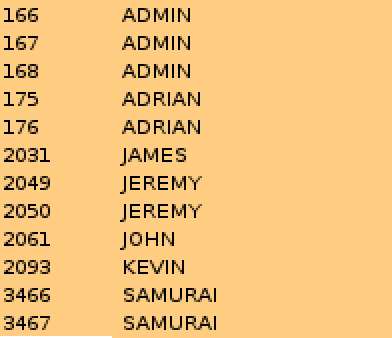 166 ADMIN
167 ADMIN
168 ADMIN
175 ADRIAN
176 ADRIAN
2031 JAMES
2049 JEREMY
2050 JEREMY
2061 JOHN
2093 KEVIN
3466 SAMURAI
3467 SAMURAI